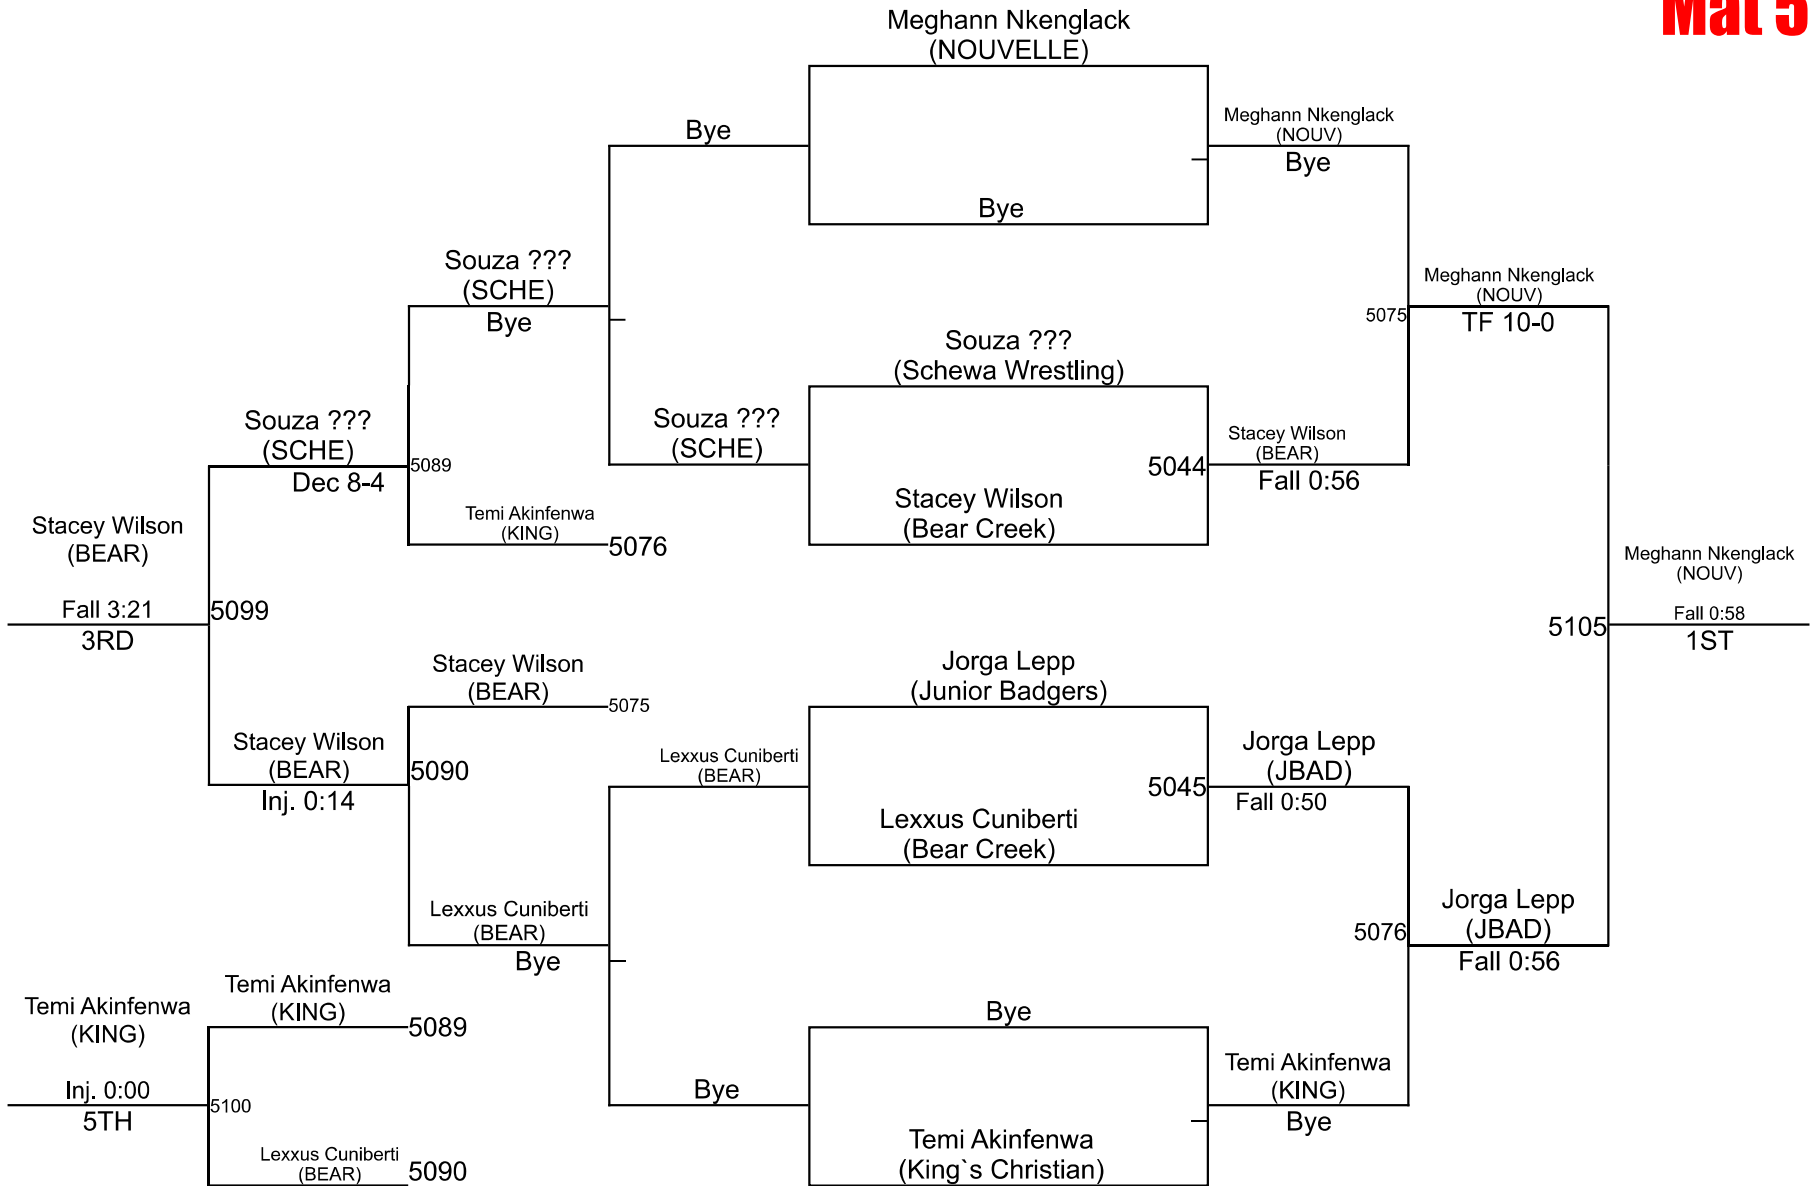 Mat 5
Meghann Nkenglack
(NOUVELLE)
Bye
Meghann Nkenglack
(NOUV)
Bye
Bye
Souza ???
(SCHE)
Bye
Meghann Nkenglack
(NOUV)
5075
TF 10-0
Souza ???
(Schewa Wrestling)
Souza ???
(SCHE)
5089
Dec 8-4
Souza ???
(SCHE)
Stacey Wilson
(BEAR)
5044
Fall 0:56
Stacey Wilson
(Bear Creek)
Temi Akinfenwa
(KING)
5076
Stacey Wilson
(BEAR)
Fall 3:21
5099
3RD
Meghann Nkenglack
(NOUV)
5105
Fall 0:58
1ST
Stacey Wilson
(BEAR)
5075
Jorga Lepp
(Junior Badgers)
Stacey Wilson
(BEAR)
5090
Inj. 0:14
Lexxus Cuniberti
(BEAR)
5045
Jorga Lepp
(JBAD)
Fall 0:50
Lexxus Cuniberti
(Bear Creek)
Lexxus Cuniberti
(BEAR)
Bye
5076
Jorga Lepp
(JBAD)
Fall 0:56
Temi Akinfenwa
(KING)
5089
Bye
Temi Akinfenwa
(KING)
Inj. 0:00
5100
5TH
Bye
Temi Akinfenwa
(KING)
Bye
Lexxus Cuniberti
(BEAR)
5090
Temi Akinfenwa
(King`s Christian)